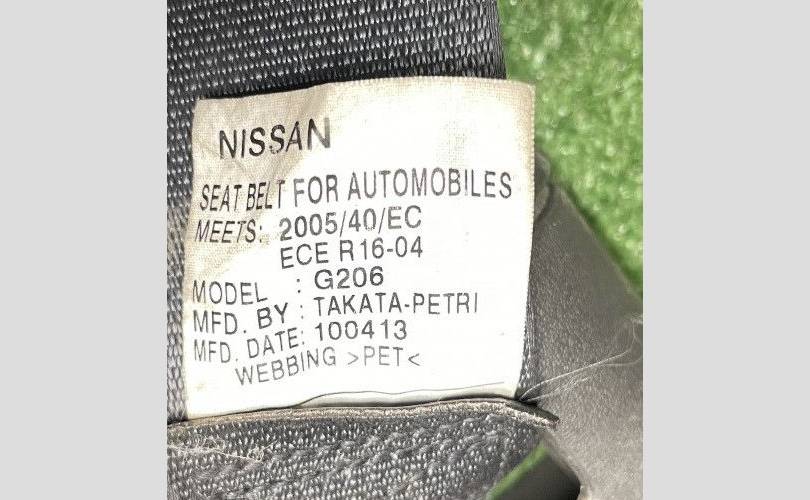 NISSAN
SEAT BELT FOR AUTOMOBILES
MEETS: 2005/40/EC
ECE R16-04
MODEL : G206
MFD. BY : TAKATA-PETRI
MFD. DATE: 100413
WEBBING >PET<